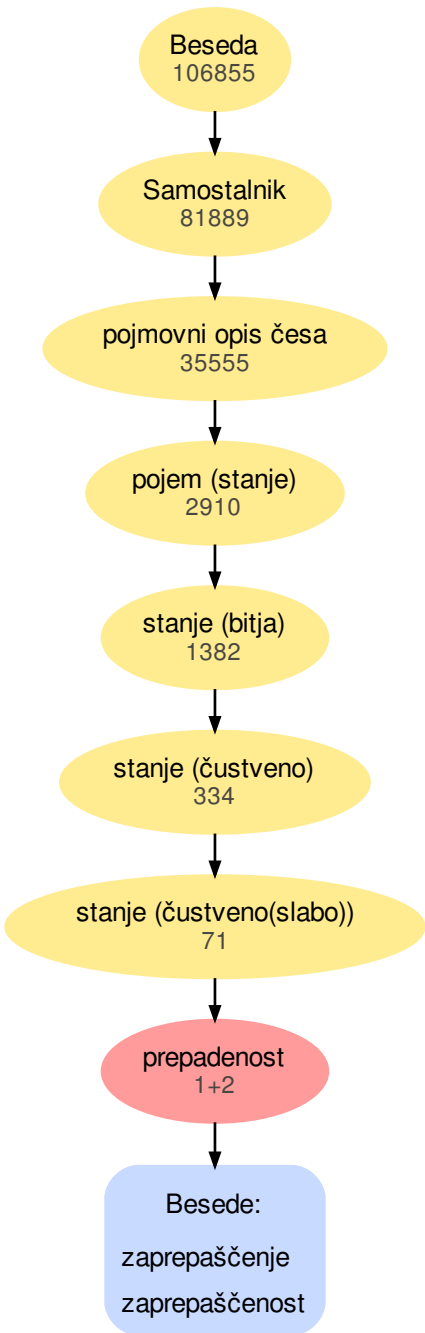 Beseda
106855
Samostalnik
81889
pojmovni opis česa
35555
pojem (stanje)
2910
stanje (bitja)
1382
stanje (čustveno)
334
stanje (čustveno(slabo))
71
prepadenost
1+2
Besede:
zaprepaščenje
zaprepaščenost